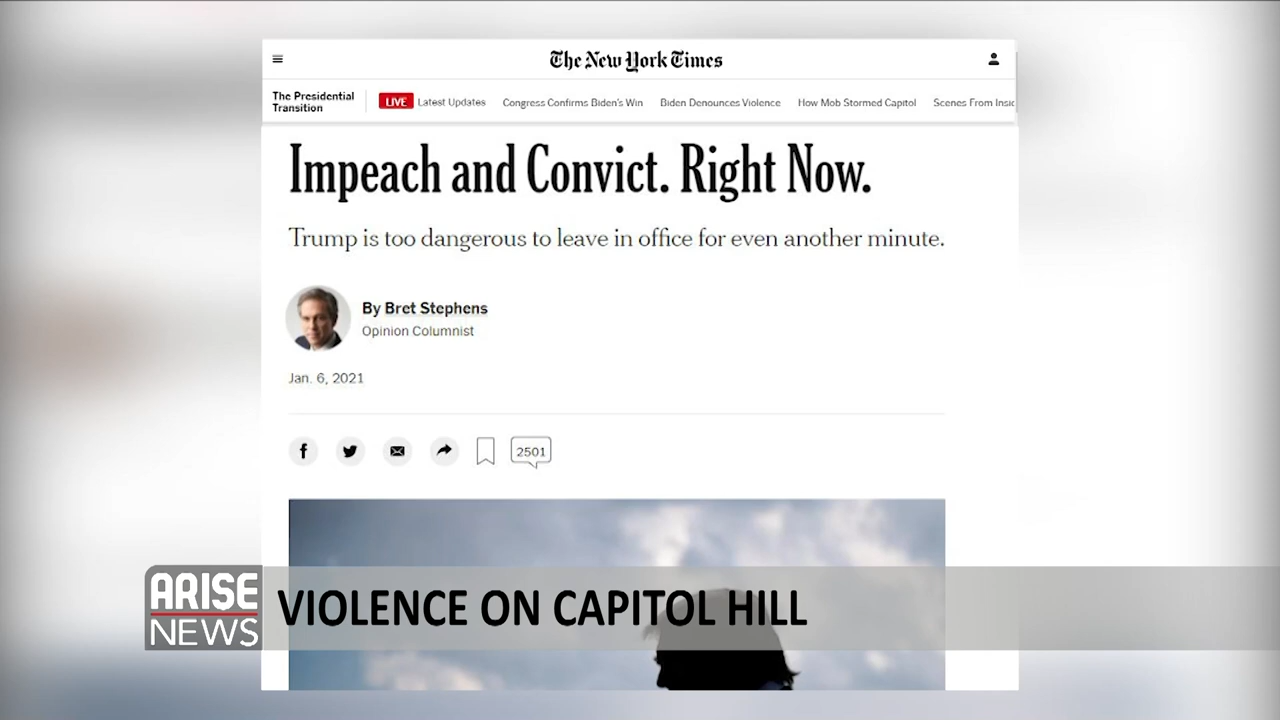 The New York Times
The Presidential
Transition
LIVE Latest Updates Congress Confirms Biden's Win Biden Denounces Violence How Mob Stormed Capitol Scenes From
Impeach and Convict. Right Now.
Trump is too dangerous to leave in office for even another minute.
By Bret Stephens
Opinion Columnist
Jan. 6, 2021
2501
ARISE
NEWS
VIOLENCE ON CAPITOL HILL